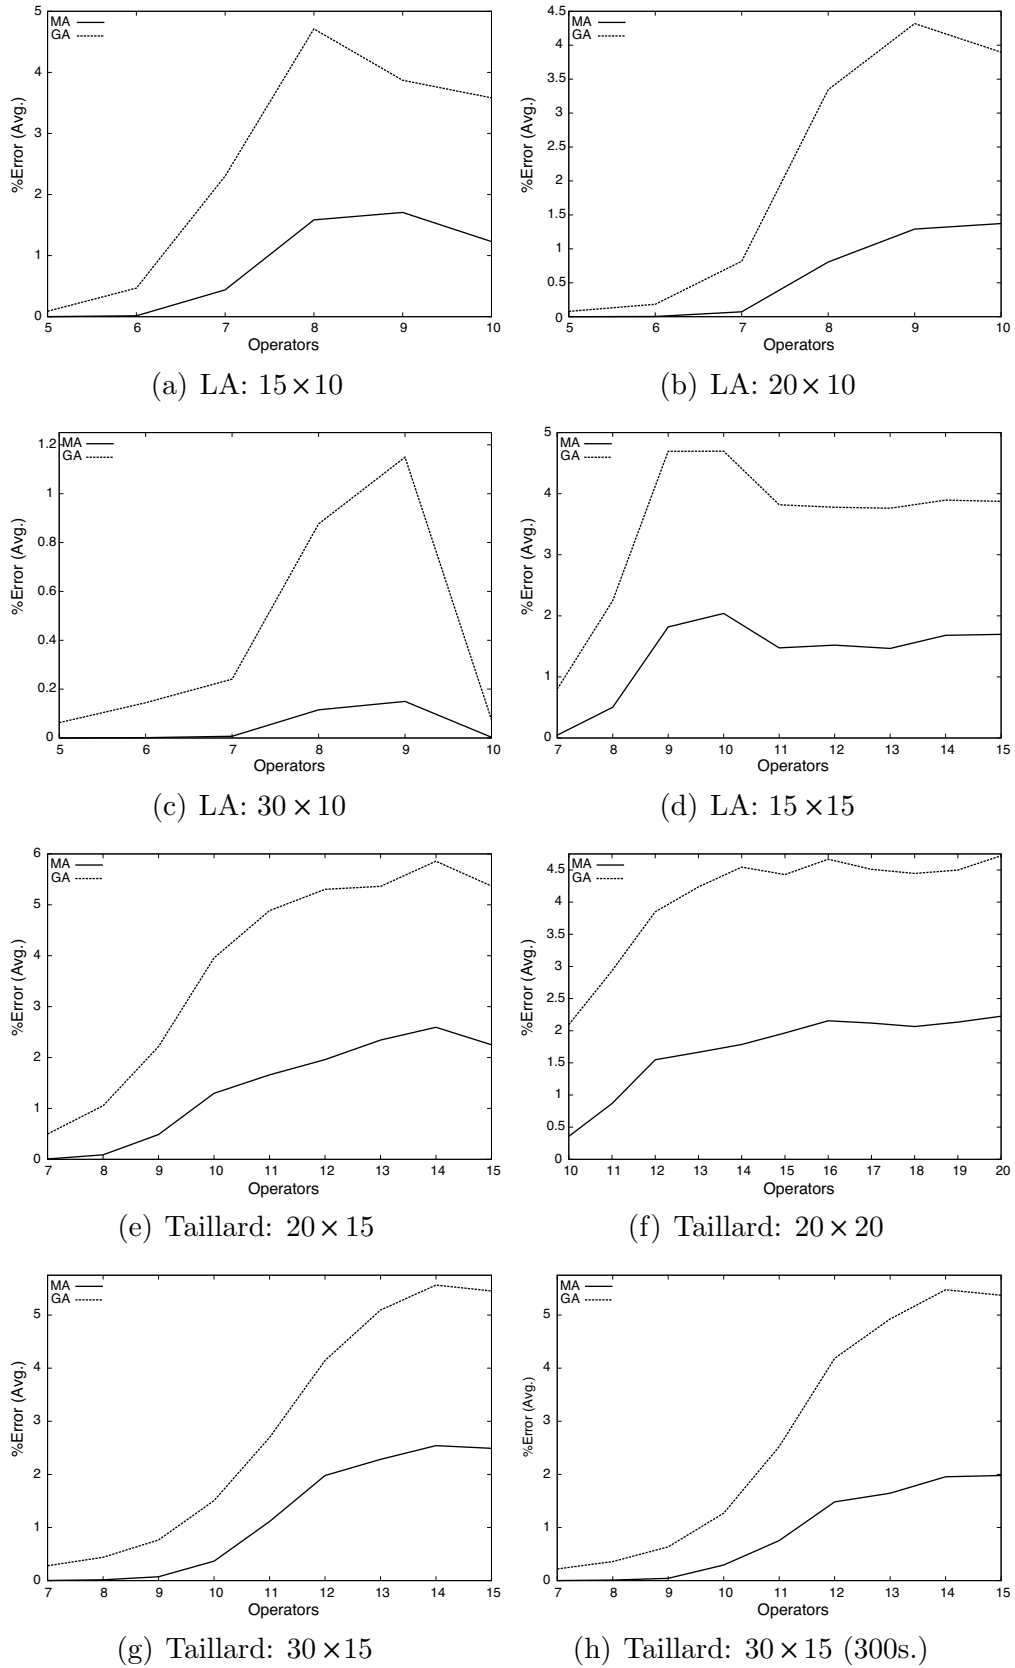 MA
GA
5
4
3
2
1
0
%Error (Avg.)
5 6 7 8 9 10
Operators
(a) LA: 15×10
MA
GA
4.5
4
3.5
3
2.5
2
1.5
1
0.5
0
%Error (Avg.)
5 6 7 8 9 10
Operators
(b) LA: 20×10
MA
GA
1.2
1
0.8
0.6
0.4
0.2
0
%Error (Avg.)
5 6 7 8 9 10
Operators
(c) LA: 30×10
MA
GA
5
4
3
2
1
0
%Error (Avg.)
7 8 9 10 11 12 13 14 15
Operators
(d) LA: 15×15
MA
GA
6
5
4
3
2
1
0
%Error (Avg.)
7 8 9 10 11 12 13 14 15
Operators
(e) Taillard: 20×15
MA
GA
4.5
4
3.5
3
2.5
2
1.5
1
0.5
0
%Error (Avg.)
10 11 12 13 14 15 16 17 18 19 20
Operators
(f) Taillard: 20×20
MA
GA
5
4
3
2
1
0
%Error (Avg.)
7 8 9 10 11 12 13 14 15
Operators
(g) Taillard: 30×15
MA
GA
5
4
3
2
1
0
%Error (Avg.)
7 8 9 10 11 12 13 14 15
Operators
(h) Taillard: 30×15 (300s.)